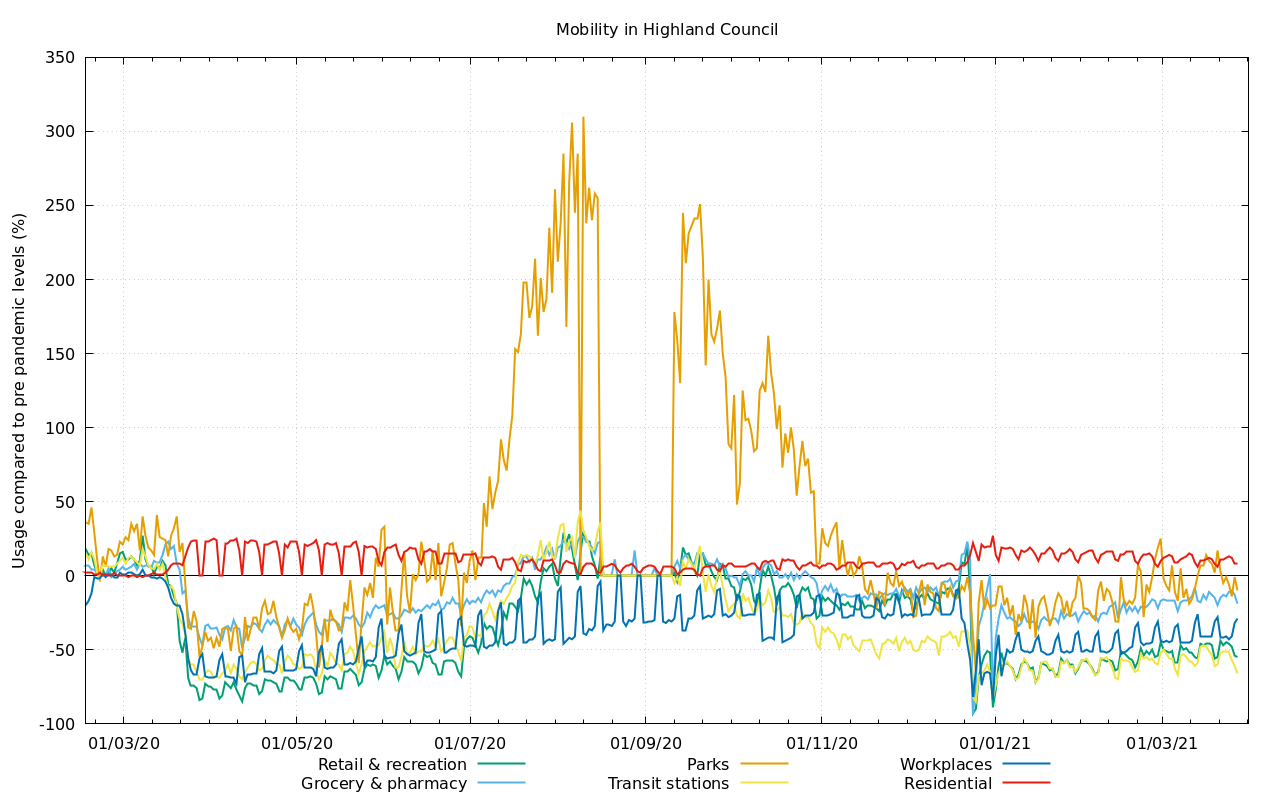 Mobility in Highland Council
Usage compared to pre pandemic levels (%)
350
300
250
200
150
100
50
0
-50
-100
01/03/20 01/05/20 01/07/20 01/09/20 01/11/20 01/01/21 01/03/21
Retail & recreation Parks Workplaces
Grocery & pharmacy Transit stations Residential